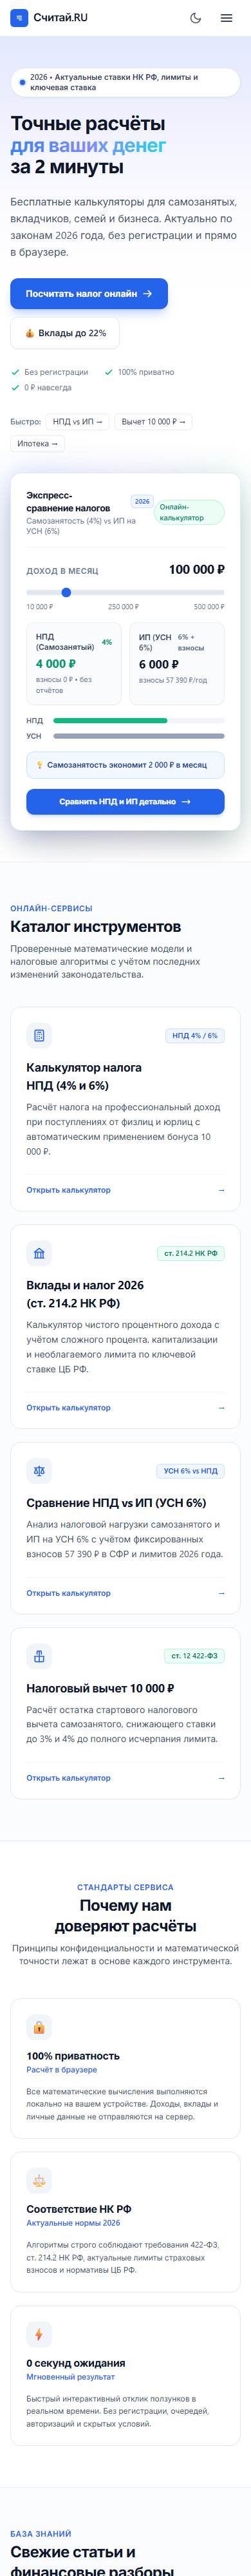 Считай.RU
2026 • Актуальные ставки НК РФ, лимиты и
ключевая ставка
Точные расчёты
для ваших денег
за 2 минуты
Бесплатные калькуляторы для самозаняты,
вкладчиков, семей и бизнеса. Актуально по
законам 2026 года, без регистрации и прямо
в браузере.
Посчитать налог онлайн →
Вклады до 22%
Без регистрации
100% приватно
0 ₽ навсегда
Быстро:
НПД vs ИП →
Вычет 10 000 ₽ →
Ипотека →
Экспресс-
сравнение налогов
2026
Онлайн-
калькулятор
Самозанятость (4%) vs ИП на
УСН (6%)
ДОХОД В МЕСЯЦ
100 000 ₽
10 000 ₽
250 000 ₽
500 000 ₽
НПД
(Самозанятый)
4%
4 000 ₽
взносы 0 ₽ • без
отчётов
ИП (УСН
6%)
6% +
взносы
6 000 ₽
взносы 57 390 ₽/год
НПД
УСН
Самозанятость экономит 2 000 ₽ в месяц
Сравнить НПД и ИП детально →
ОНЛАЙН-СЕРВИСЫ
Каталог инструментов
Проверенные математические модели и
налоговые алгоритмы с учётом последних
изменений законодательства.
НПД 4% / 6%
Калькулятор налога
НПД (4% и 6%)
Расчёт налога на профессиональный доход
при поступлениях от физлиц и юрлиц с
автоматическим применением бонуса 10
000 ₽.
Открыть калькулятор →
ст. 214.2 НК РФ
Вклады и налог 2026
(ст. 214.2 НК РФ)
Калькулятор чистого процентного дохода с
учётом сложного процента, капитализации
и необлагаемого лимита по ключевой
ставке ЦБ РФ.
Открыть калькулятор →
УСН 6% vs НПД
Сравнение НПД vs ИП (УСН 6%)
Анализ налоговой нагрузки самозанятого и
ИП на УСН 6% с учётом фиксированных
взносов 57 390 ₽ в СФР и лимитов 2026 года.
Открыть калькулятор →
ст. 12 422-ФЗ
Налоговый вычет 10 000 ₽
Расчёт остатка стартового налогового
вычета самозанятого, снижающего ставки
до 3% и 4% до полного исчерпания лимита.
Открыть калькулятор →
СТАНДАРТЫ СЕРВИСА
Почему нам
доверяют расчёты
Принципы конфиденциальности и математической
точности лежат в основе каждого инструмента.
100% приватность
Расчёт в браузере
Все математические вычисления выполняются
локально на вашем устройстве. Доходы, вклады и
личные данные не отправляются на сервер.
Соответствие НК РФ
Актуальные нормы 2026
Алгоритмы строго соблюдают требования 422-ФЗ,
ст. 214.2 НК РФ, актуальные лимиты страховых
взносов и нормативы ЦБ РФ.
0 секунд ожидания
Мгновенный результат
Быстрый интерактивный отклик ползунков в
реальном времени. Без регистрации, очередей,
авторизаций и скрытых условий.
БАЗА ЗНАНИЙ
Свежие статьи и
финансовые разборы